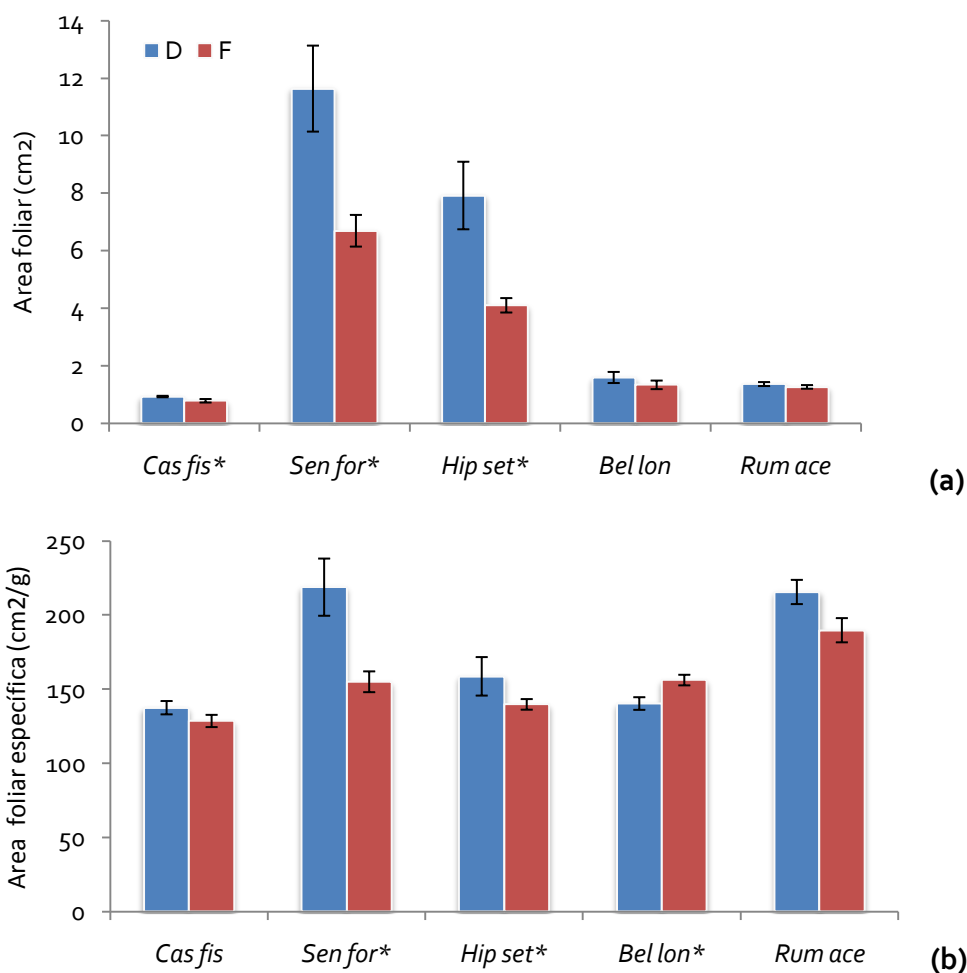 14
12
10
8
6
4
2
0
Area foliar (cm2)
D F
Cas fis* Sen for* Hip set* Bel lon Rum ace
(a)
250
200
150
100
50
0
Area foliar específica (cm2/g)
Cas fis Sen for* Hip set* Bel lon* Rum ace
(b)